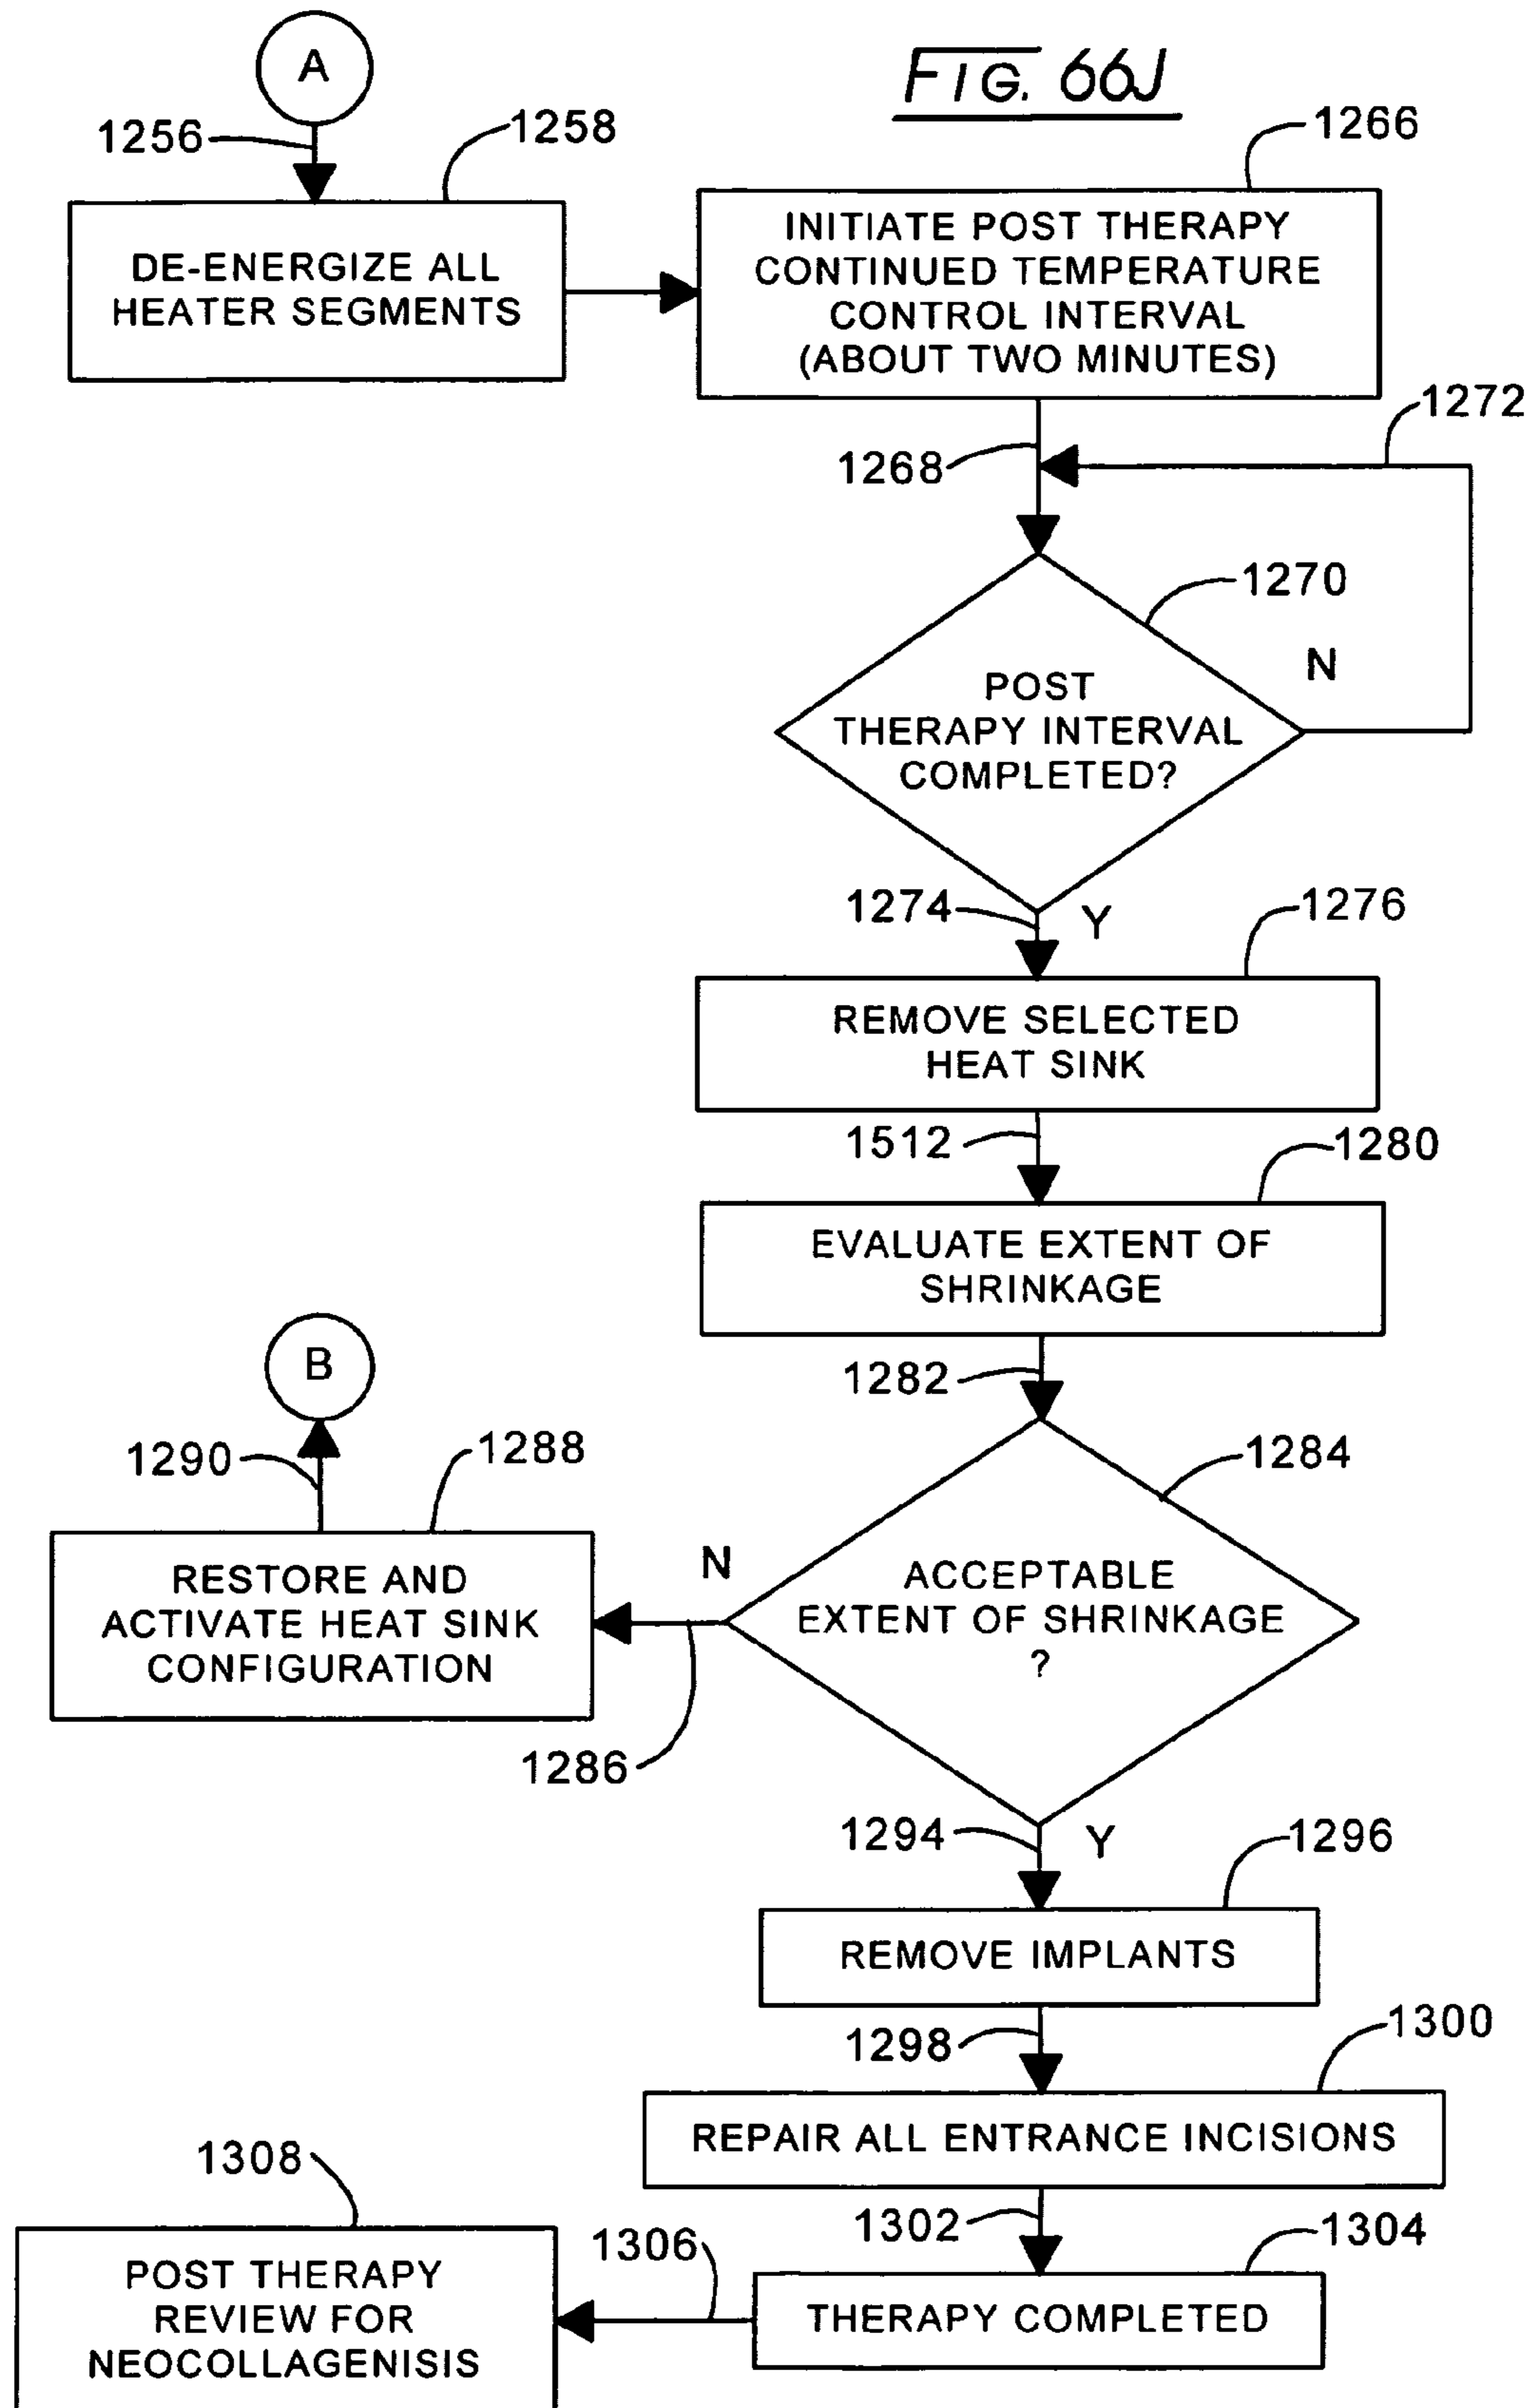 A
FIG. 66J
1256
1258
1266
DE-ENERGIZE ALL
HEATER SEGMENTS
INITIATE POST THERAPY
CONTINUED TEMPERATURE
CONTROL INTERVAL
(ABOUT TWO MINUTES)
1272
1268
1270
N
POST
THERAPY INTERVAL
COMPLETED?
1274
Y
1276
REMOVE SELECTED
HEAT SINK
1512
1280
EVALUATE EXTENT OF
SHRINKAGE
B
1282
1290
1288
1284
RESTORE AND
ACTIVATE HEAT SINK
CONFIGURATION
N
ACCEPTABLE
EXTENT OF SHRINKAGE
?
1286
1294
Y
1296
REMOVE IMPLANTS
1298
1300
REPAIR ALL ENTRANCE INCISIONS
1308
1302
1306
1304
POST THERAPY
REVIEW FOR
NEOCOLLAGENISIS
THERAPY COMPLETED